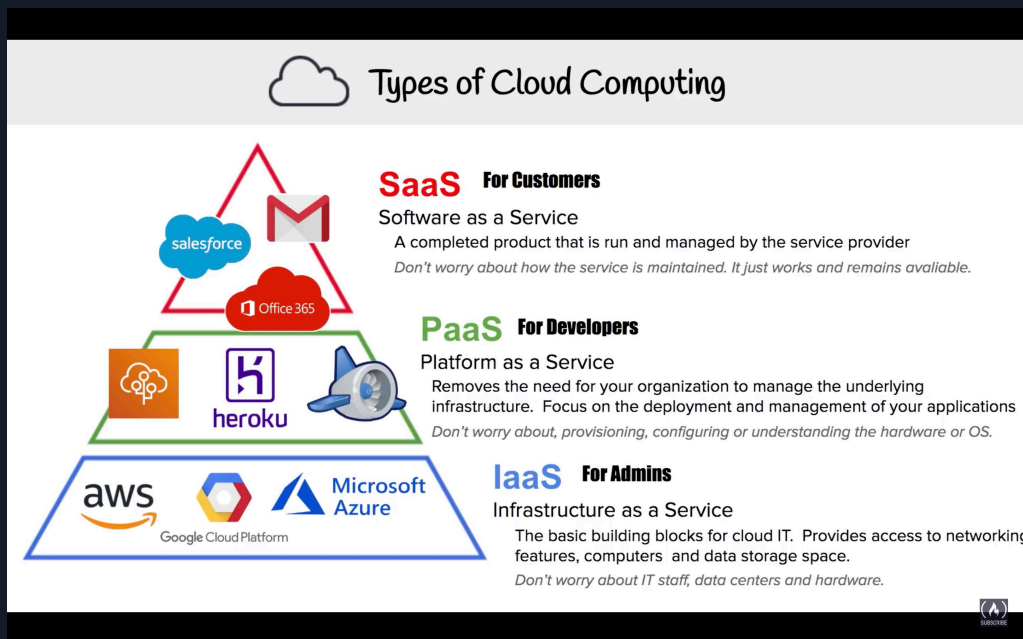 Types of Cloud Computing
SaaS For Customers
Software as a Service
A completed product that is run and managed by the service provider
Don't worry about how the service is maintained. It just works and remains avaliable.
salesforce
Office 365
PaaS For Developers
Platform as a Service
Removes the need for your organization to manage the underlying
infrastructure. Focus on the deployment and management of your applications
Don't worry about, provisioning, configuring or understanding the hardware or OS.
heroku
IaaS For Admins
Infrastructure as a Service
The basic building blocks for cloud IT. Provides access to networking
features, computers and data storage space.
Don't worry about IT staff, data centers and hardware.
aws
Google Cloud Platform
Microsoft
Azure
SUBSCRIBE